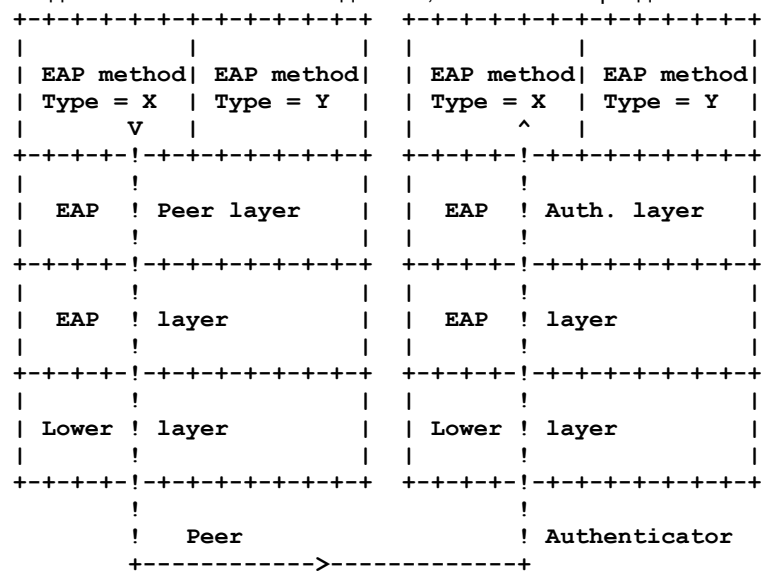 +-+-+-+-+-+-+-+-+-+-+-+-+  +-+-+-+-+-+-+-+-+-+-+-+-+
|           |           |  |           |           |
| EAP method| EAP method|  | EAP method| EAP method|
| Type = X  | Type = Y  |  | Type = X  | Type = Y  |
|       V   |           |  |       ^   |           |
+-+-+-+-!-+-+-+-+-+-+-+-+  +-+-+-+-!-+-+-+-+-+-+-+-+
|       !               |  |       !               |
|  EAP  ! Peer layer    |  |  EAP  ! Auth. layer   |
|       !               |  |       !               |
+-+-+-+-!-+-+-+-+-+-+-+-+  +-+-+-+-!-+-+-+-+-+-+-+-+
|       !               |  |       !               |
|  EAP  ! layer         |  |  EAP  ! layer         |
|       !               |  |       !               |
+-+-+-+-!-+-+-+-+-+-+-+-+  +-+-+-+-!-+-+-+-+-+-+-+-+
|       !               |  |       !               |
| Lower ! layer         |  | Lower ! layer         |
|       !               |  |       !               |
+-+-+-+-!-+-+-+-+-+-+-+-+  +-+-+-+-!-+-+-+-+-+-+-+-+
        !                          !
        !   Peer                   ! Authenticator
        +------------>-------------+